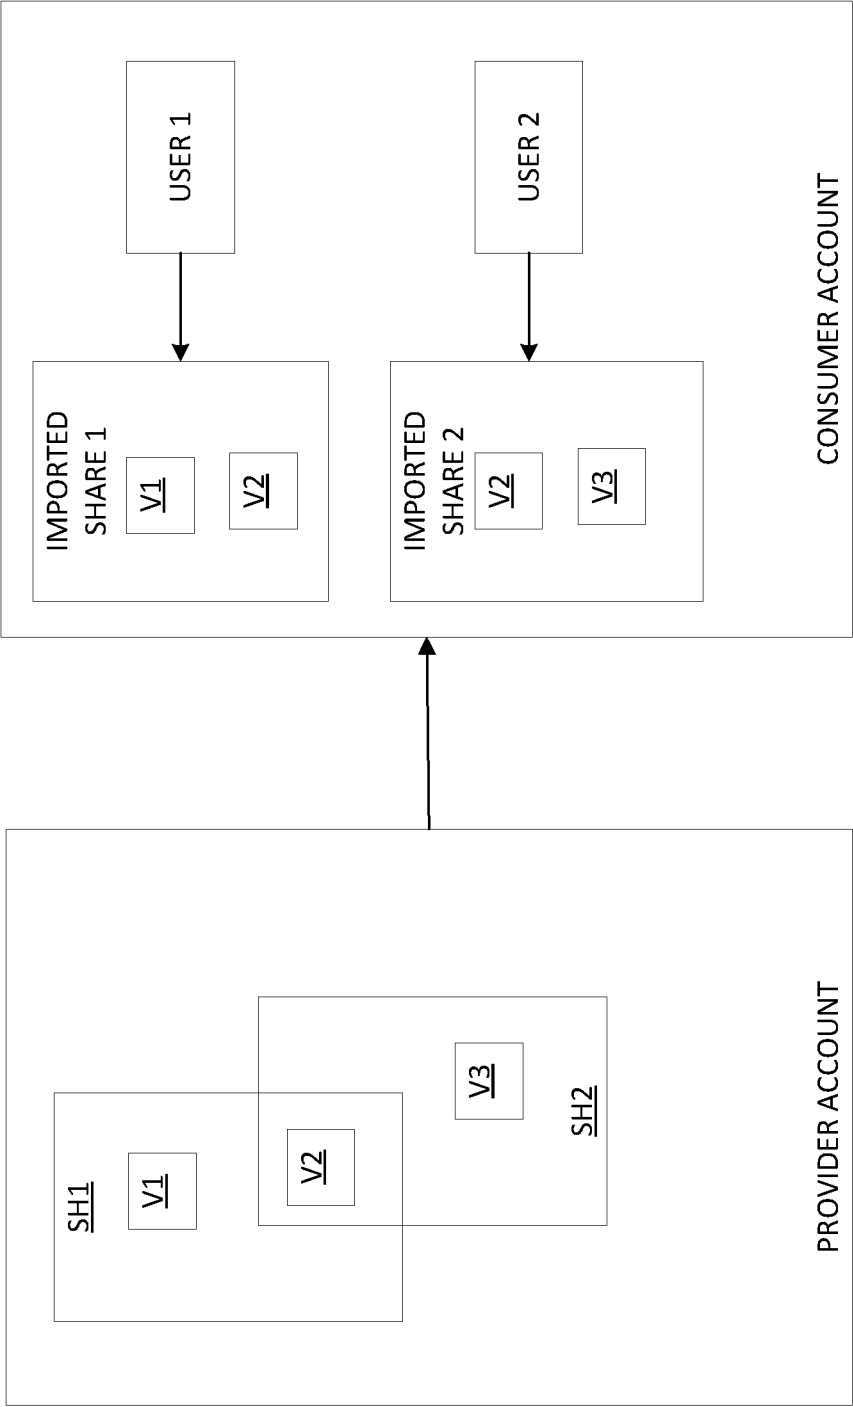 SH1
V1
V2
V3
SH2
PROVIDER ACCOUNT
IMPORTED
SHARE 1
V1
V2
USER 1
IMPORTED
SHARE 2
V2
V3
USER 2
CONSUMER ACCOUNT